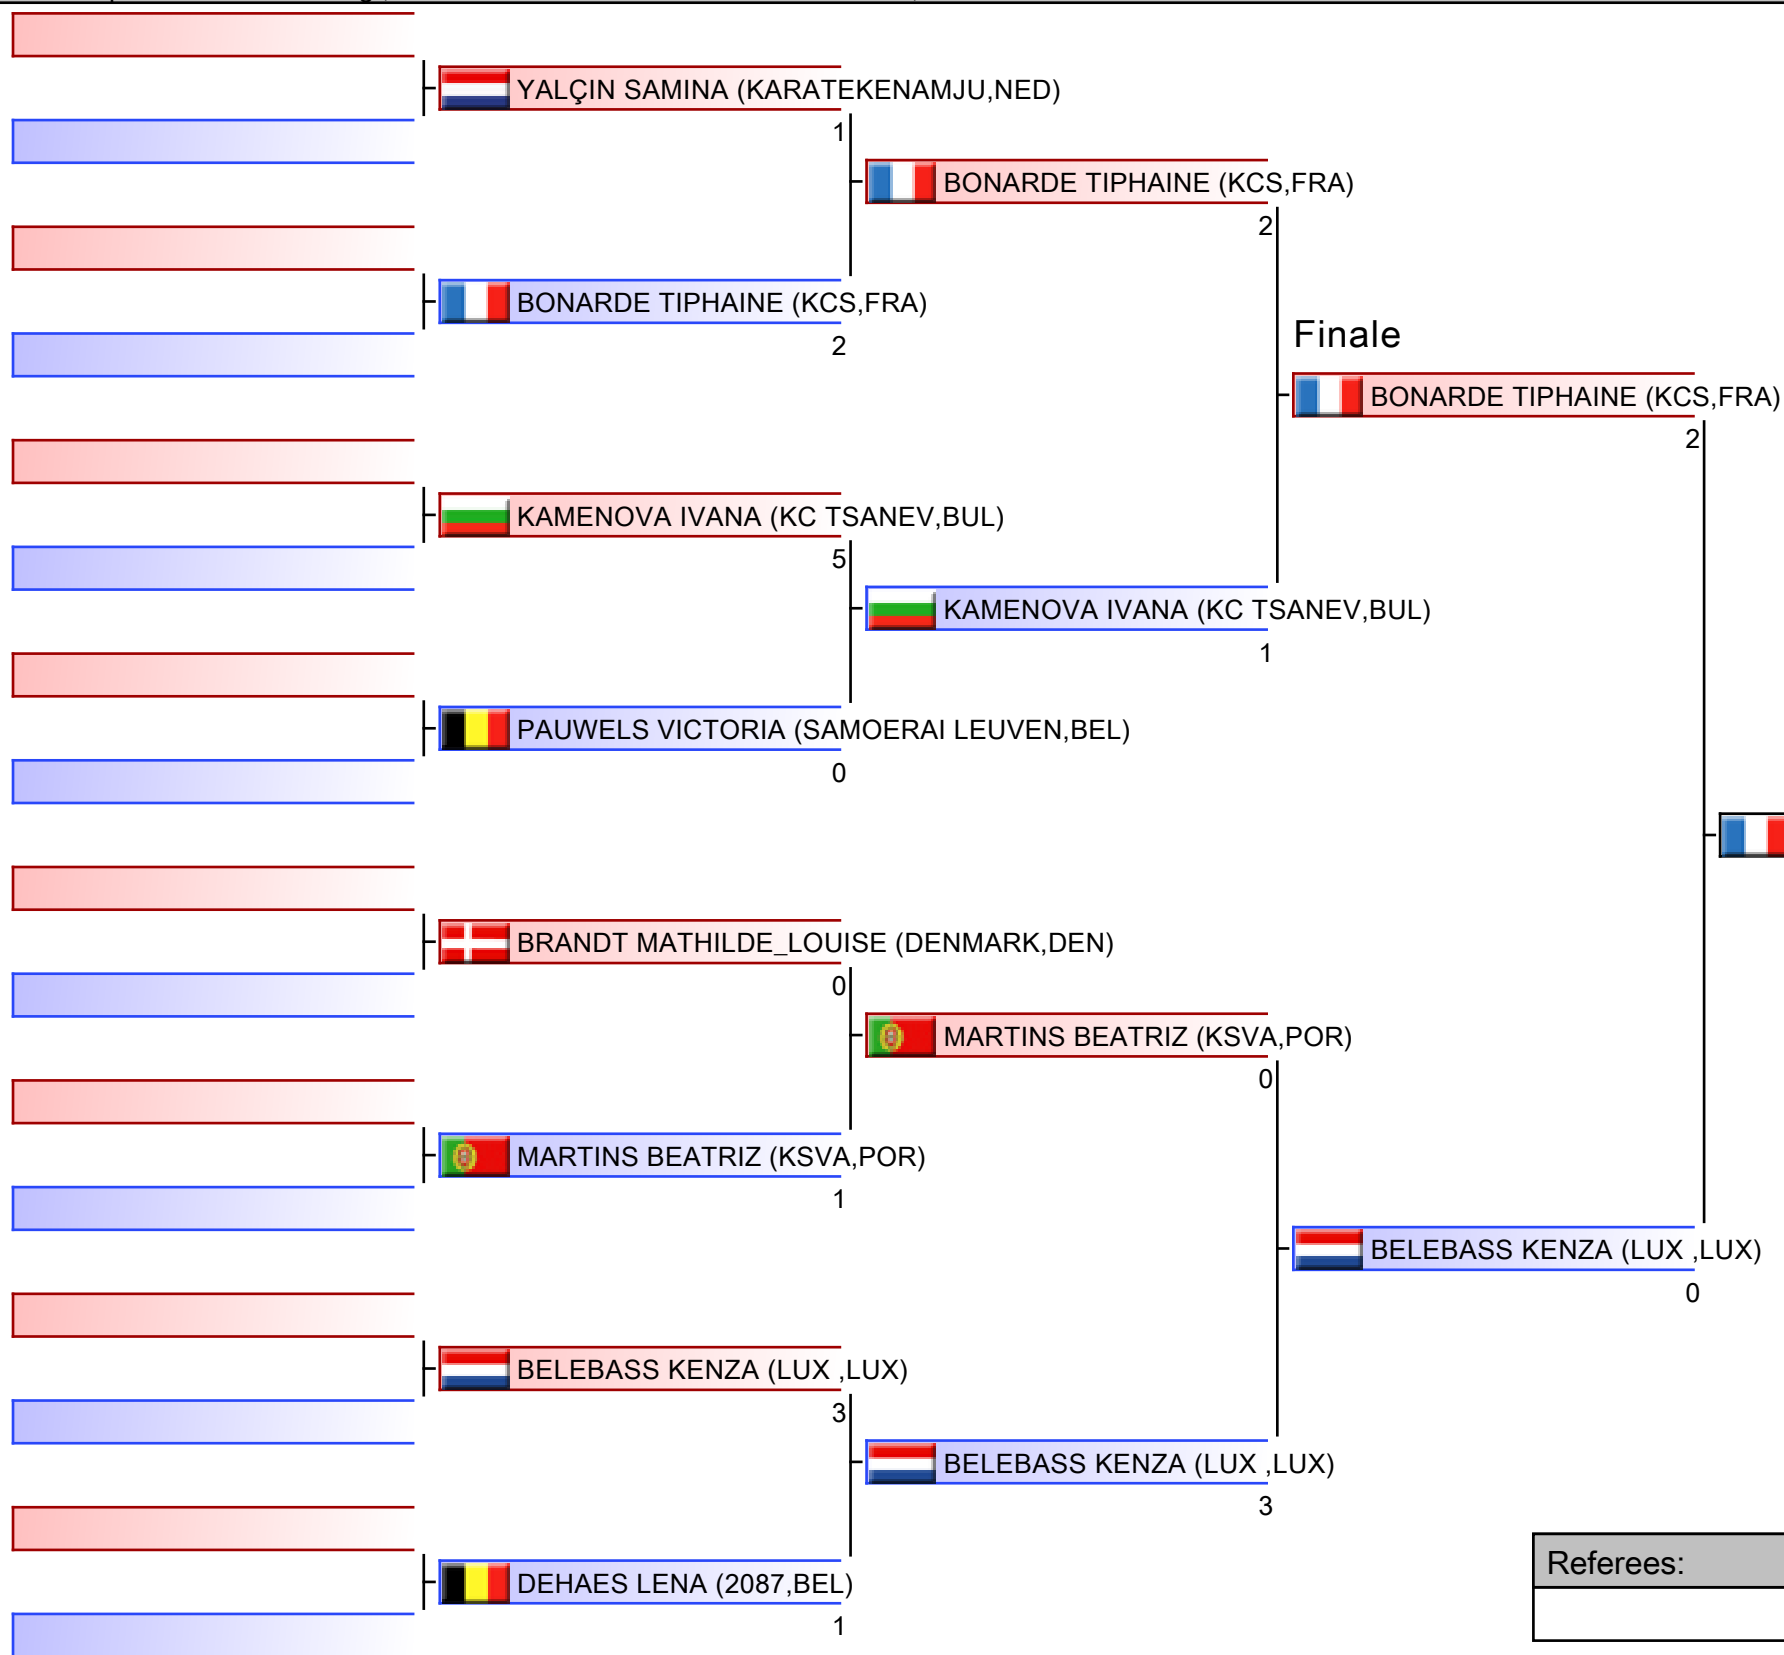 YALÇIN SAMINA (KARATEKENAMJU,NED)
1
BONARDE TIPHAINE (KCS,FRA)
2
BONARDE TIPHAINE (KCS,FRA)
2
Finale
BONARDE TIPHAINE (KCS,FRA)
2
KAMENOVA IVANA (KC TSANEV,BUL)
5
KAMENOVA IVANA (KC TSANEV,BUL)
1
PAUWELS VICTORIA (SAMOERAI LEUVEN,BEL)
0
BRANDT MATHILDE_LOUISE (DENMARK,DEN)
0
MARTINS BEATRIZ (KSVA,POR)
0
MARTINS BEATRIZ (KSVA,POR)
1
BELEBASS KENZA (LUX ,LUX)
0
BELEBASS KENZA (LUX ,LUX)
3
BELEBASS KENZA (LUX ,LUX)
3
DEHAES LENA (2087,BEL)
1
Referees: